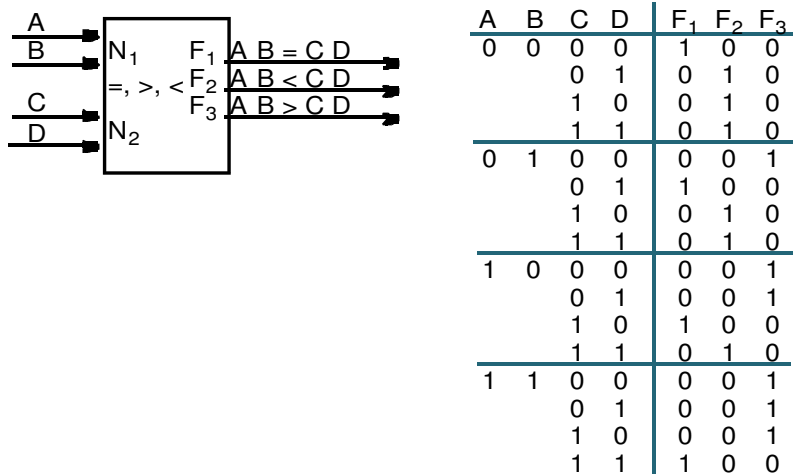 A
B
C
D
N₁
=, >, <
N₂
F₁ A B = C D
F₂ A B < C D
F₃ A B > C D
A B C D F₁ F₂ F₃
0 0 0 0 1 0 0
0 1 0 1 0
1 0 0 1 0
1 1 0 1 0
0 1 0 0 0 0 1
0 1 1 0 0
1 0 0 1 0
1 1 0 1 0
1 0 0 0 0 0 1
0 1 0 0 1
1 0 1 0 0
1 1 0 1 0
1 1 0 0 0 0 1
0 1 0 0 1
1 0 0 0 1
1 1 1 0 0